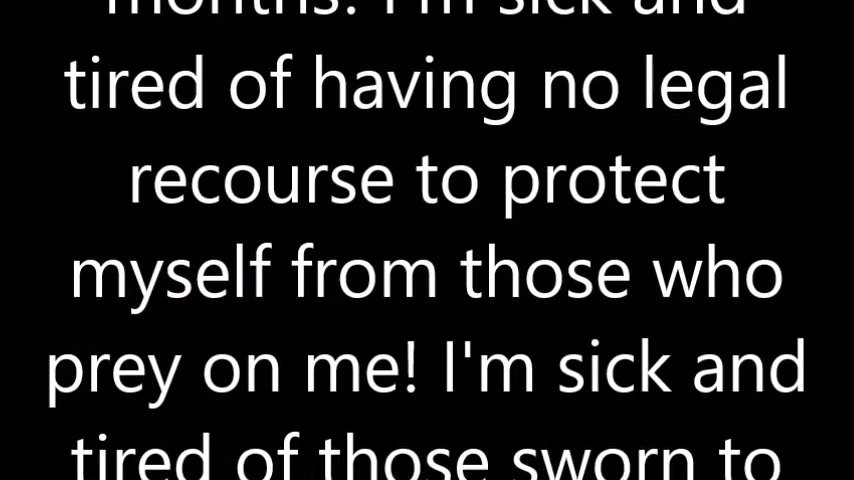 months! I'm sick and
tired of having no legal
recourse to protect
myself from those who
prey on me! I'm sick and
tired of those sworn to